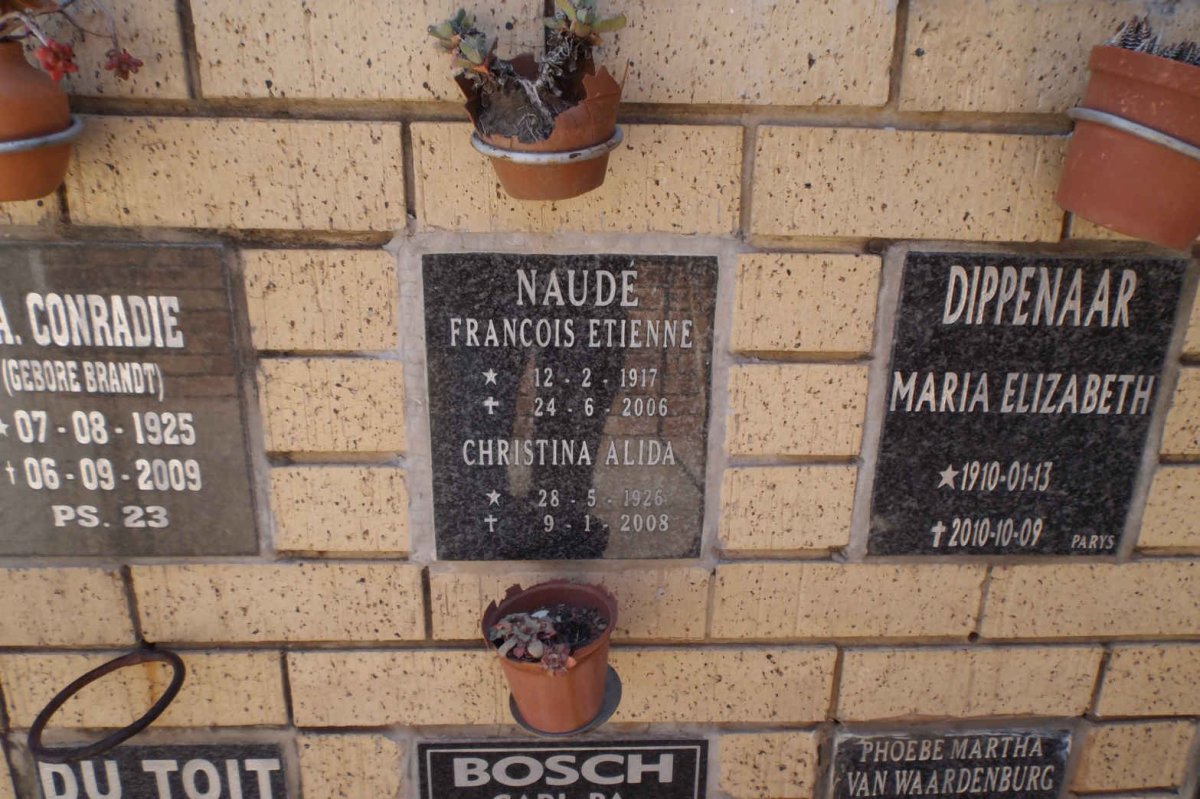 A. CONRADIE
(GEBORE BRANDT)
07-08-1925
† 06-09-2009
PS. 23
NAUDÉ
FRANCOIS ETIENNE
★ 12 - 2 - 1917
✝ 24 - 6 - 2006
CHRISTINA ALIDA
★ 28 - 5 - 1926
✝ 9 - 1 - 2008
DIPPENAAR
MARIA ELIZABETH
★1910-01-13
✝2010-10-09 PARYS
DU TOIT
BOSCH
PHOEBE MARTHA
VAN WAARDENBURG